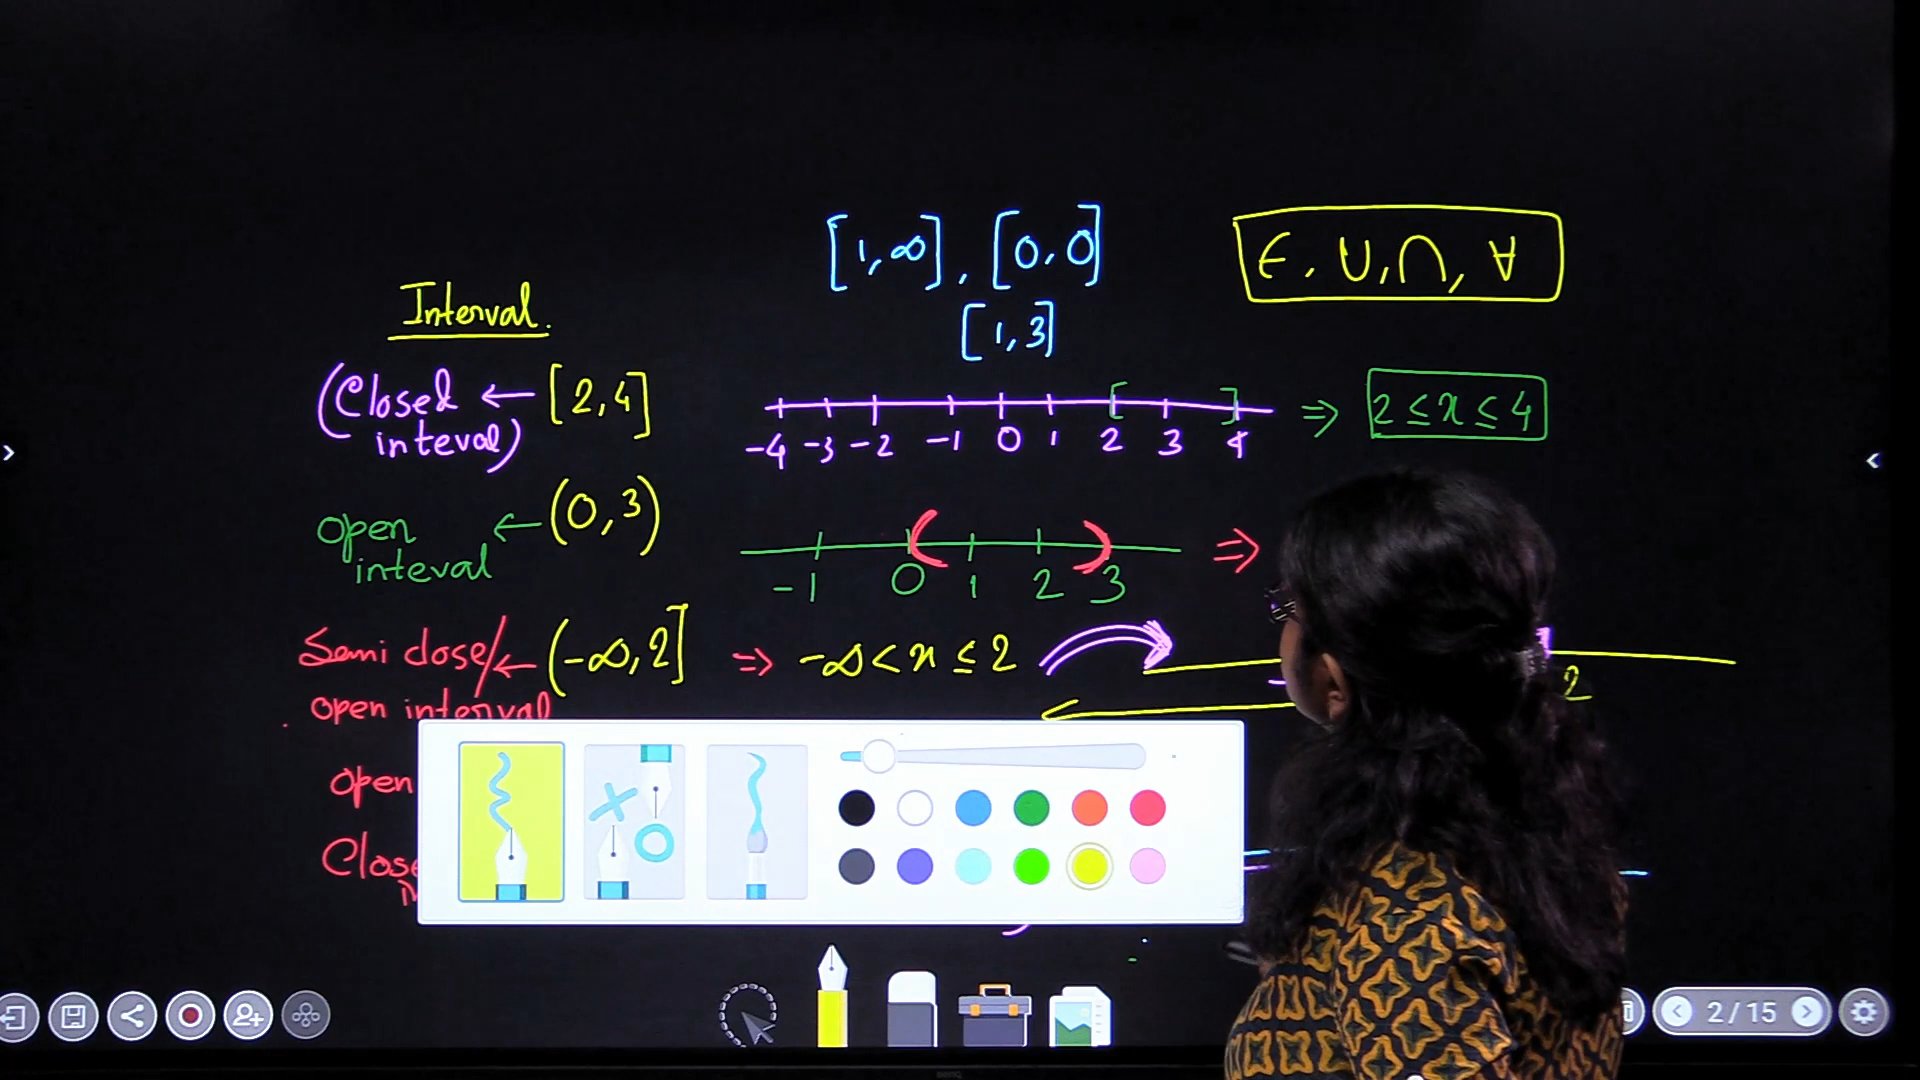 [1,∞], [0,0]
[1,3]
∈, ∪, ∩, ∀
Interval.
(Closed ← [2,4]
inteval)
-4 -3 -2 -1 0 1 2 3 4
⇒ 2 ≤ x ≤ 4
open ← (0,3)
inteval
-1 0 1 2 3 ⇒
Semi close/ ← (-∞,2] ⇒ -∞ < x ≤ 2
open interval
2
open
Close
2/15